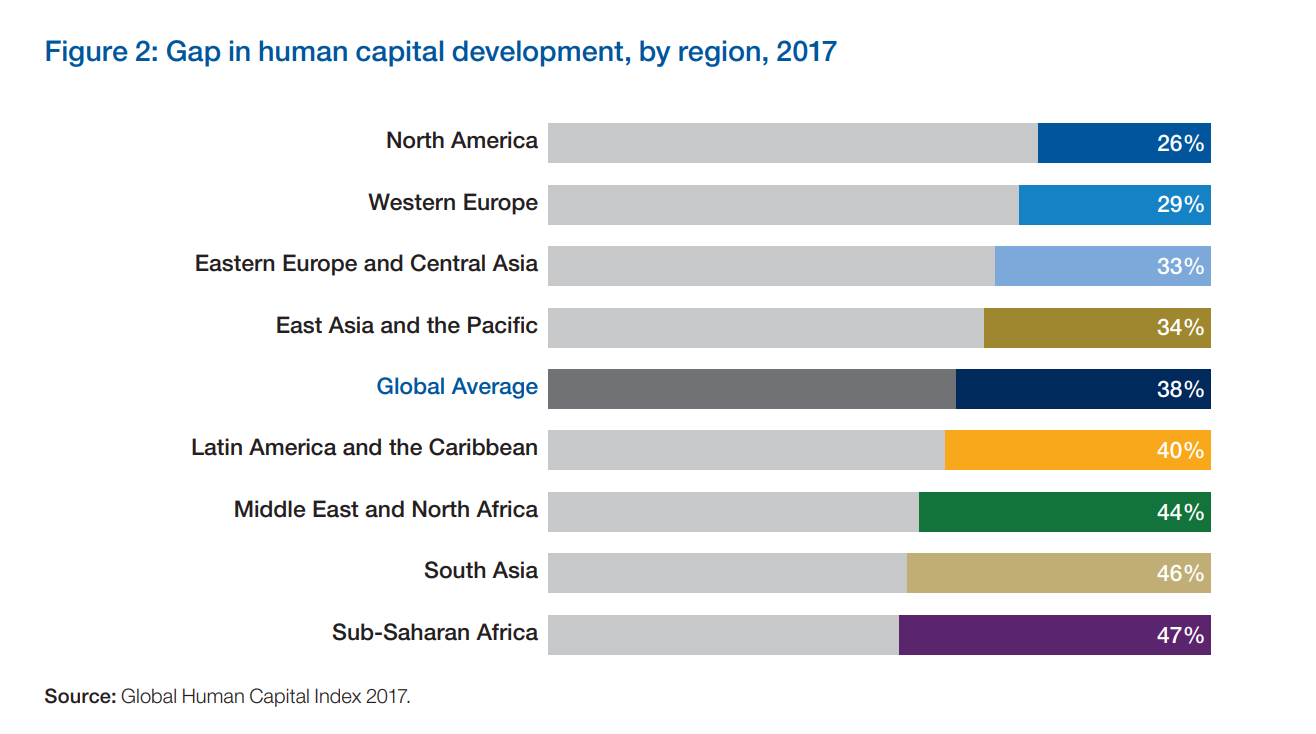 Figure 2: Gap in human capital development, by region, 2017
North America 26%
Western Europe 29%
Eastern Europe and Central Asia 33%
East Asia and the Pacific 34%
Global Average 38%
Latin America and the Caribbean 40%
Middle East and North Africa 44%
South Asia 46%
Sub-Saharan Africa 47%
Source: Global Human Capital Index 2017.